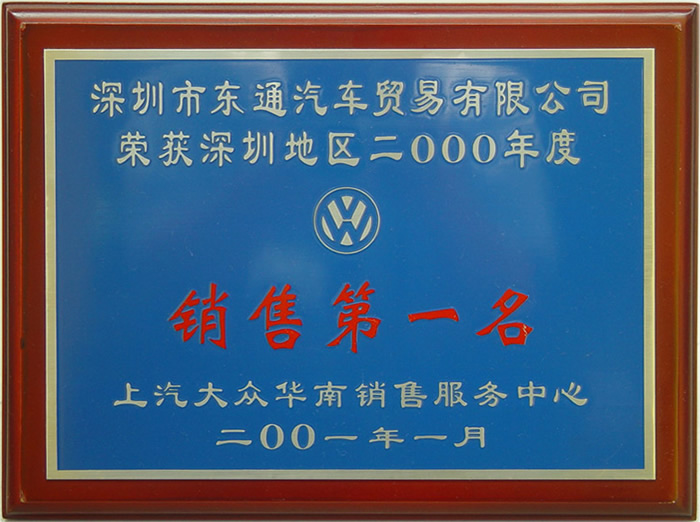 深圳市东通汽车贸易有限公司
荣获深圳地区二000年度
销售第一名
上汽大众华南销售服务中心
二00一年一月